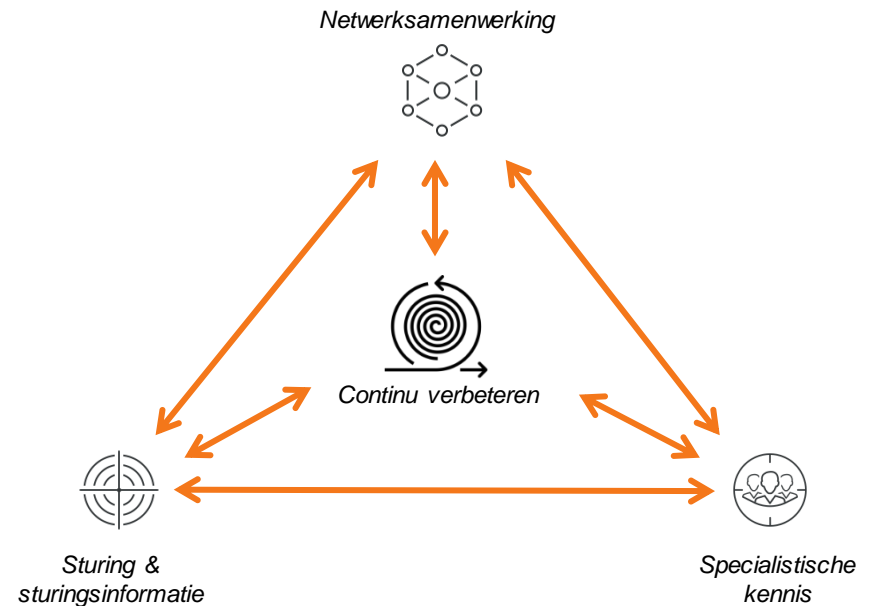 Netwerksamenwerking
Continu verbeteren
Sturing &
sturingsinformatie
Specialistische
kennis